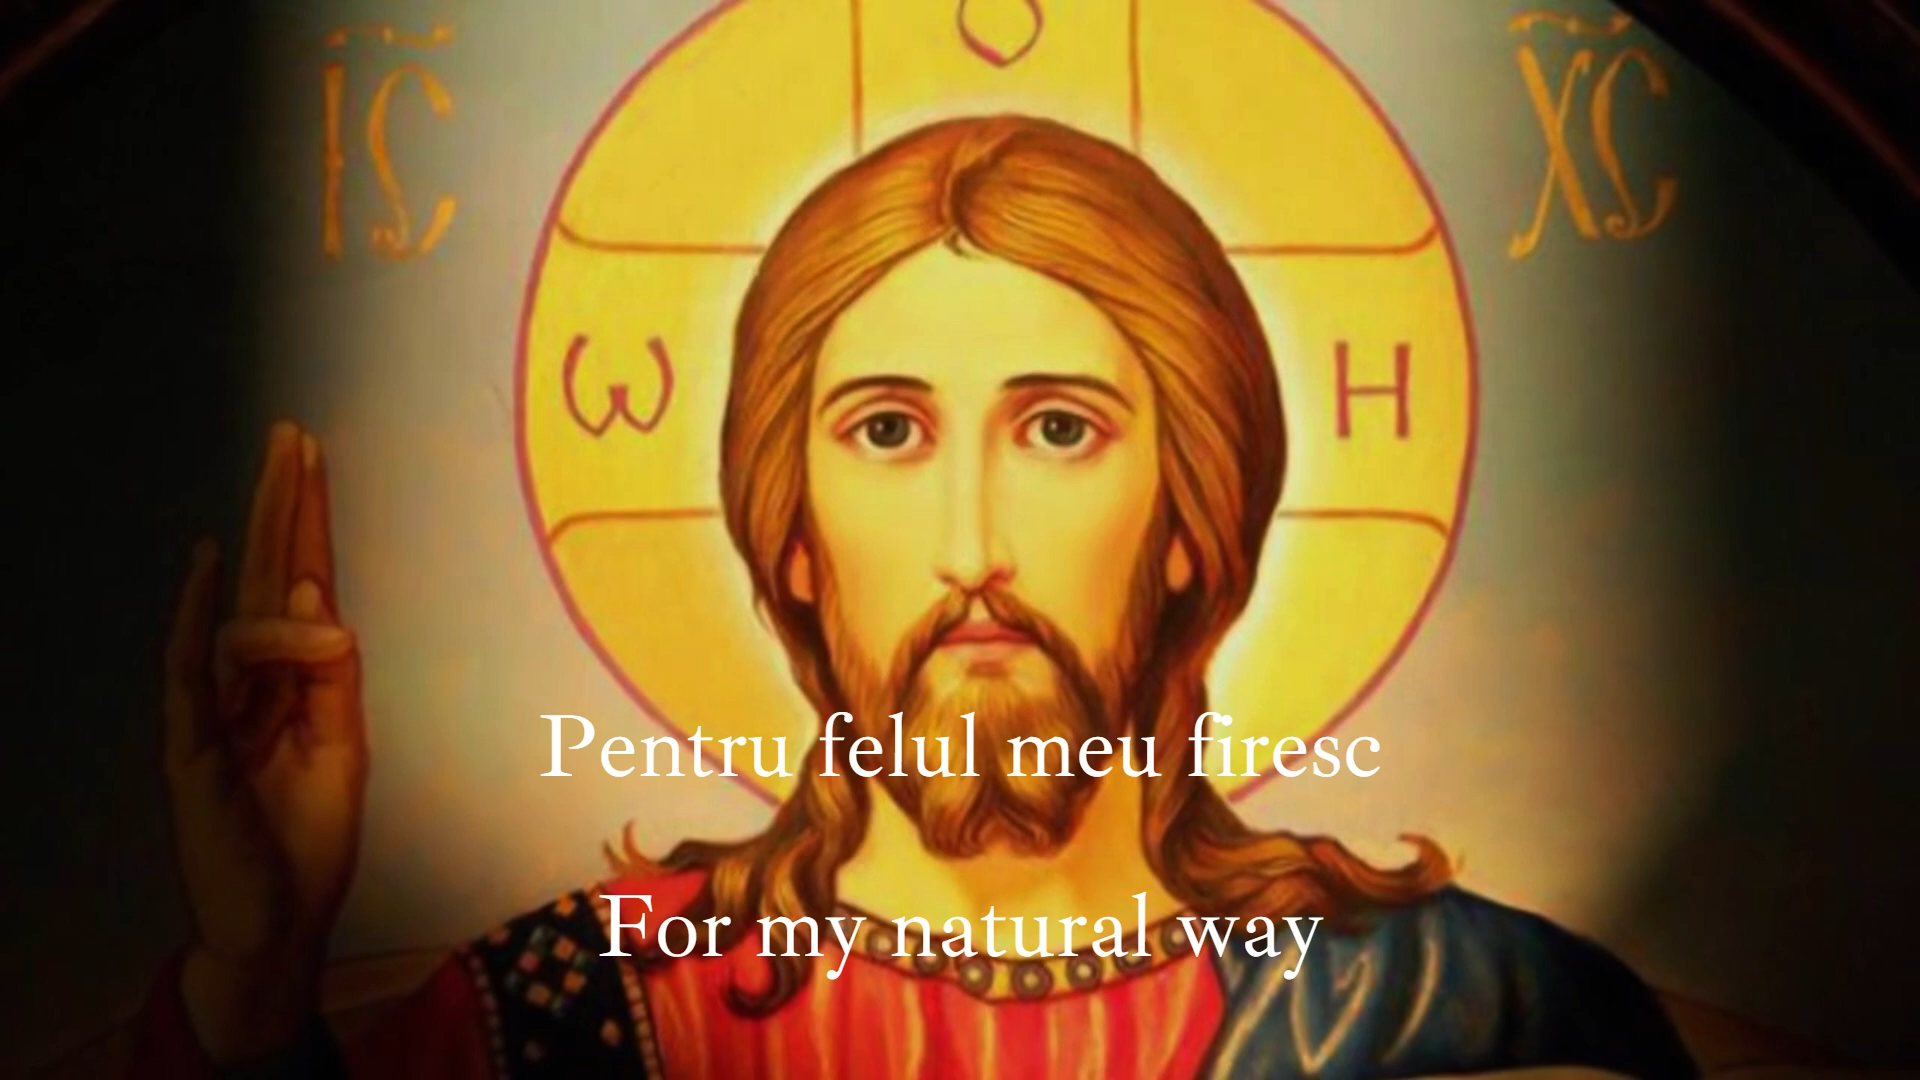 IC XC
Ο
ω Η
Pentru felul meu firesc
For my natural way